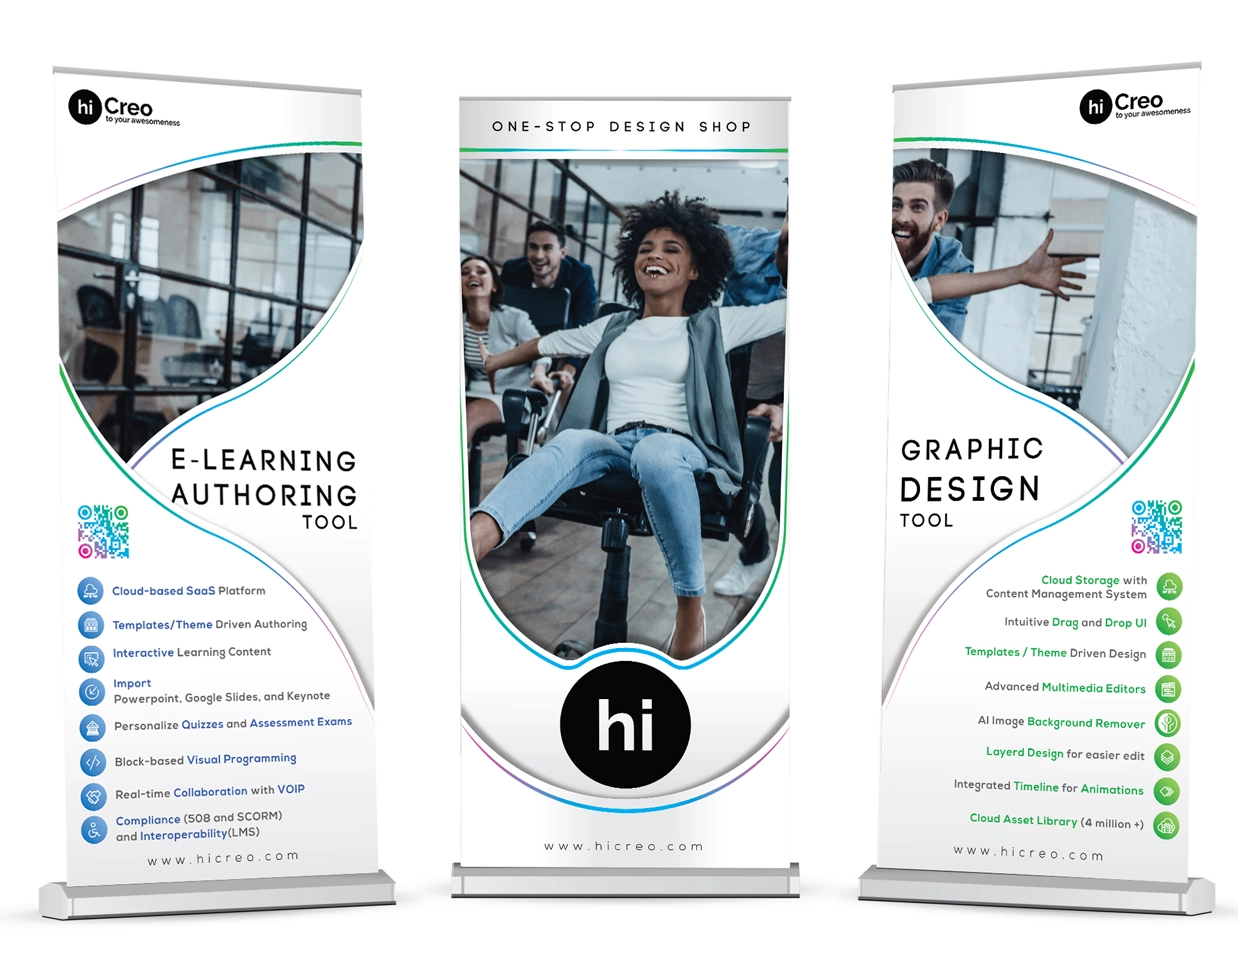 hi Creo
to your awesomeness
E-LEARNING
AUTHORING
TOOL
Cloud-based SaaS Platform
Templates/Theme Driven Authoring
Interactive Learning Content
Import
Powerpoint, Google Slides, and Keynote
Personalize Quizzes and Assessment Exams
Block-based Visual Programming
Real-time Collaboration with VOIP
Compliance (508 and SCORM)
and Interoperability(LMS)
www.hicreo.com
ONE-STOP DESIGN SHOP
hi
www.hicreo.com
hi Creo
to your awesomeness
GRAPHIC
DESIGN
TOOL
Cloud Storage with
Content Management System
Intuitive Drag and Drop UI
Templates / Theme Driven Design
Advanced Multimedia Editors
AI Image Background Remover
Layerd Design for easier edit
Integrated Timeline for Animations
Cloud Asset Library (4 million +)
www.hicreo.com